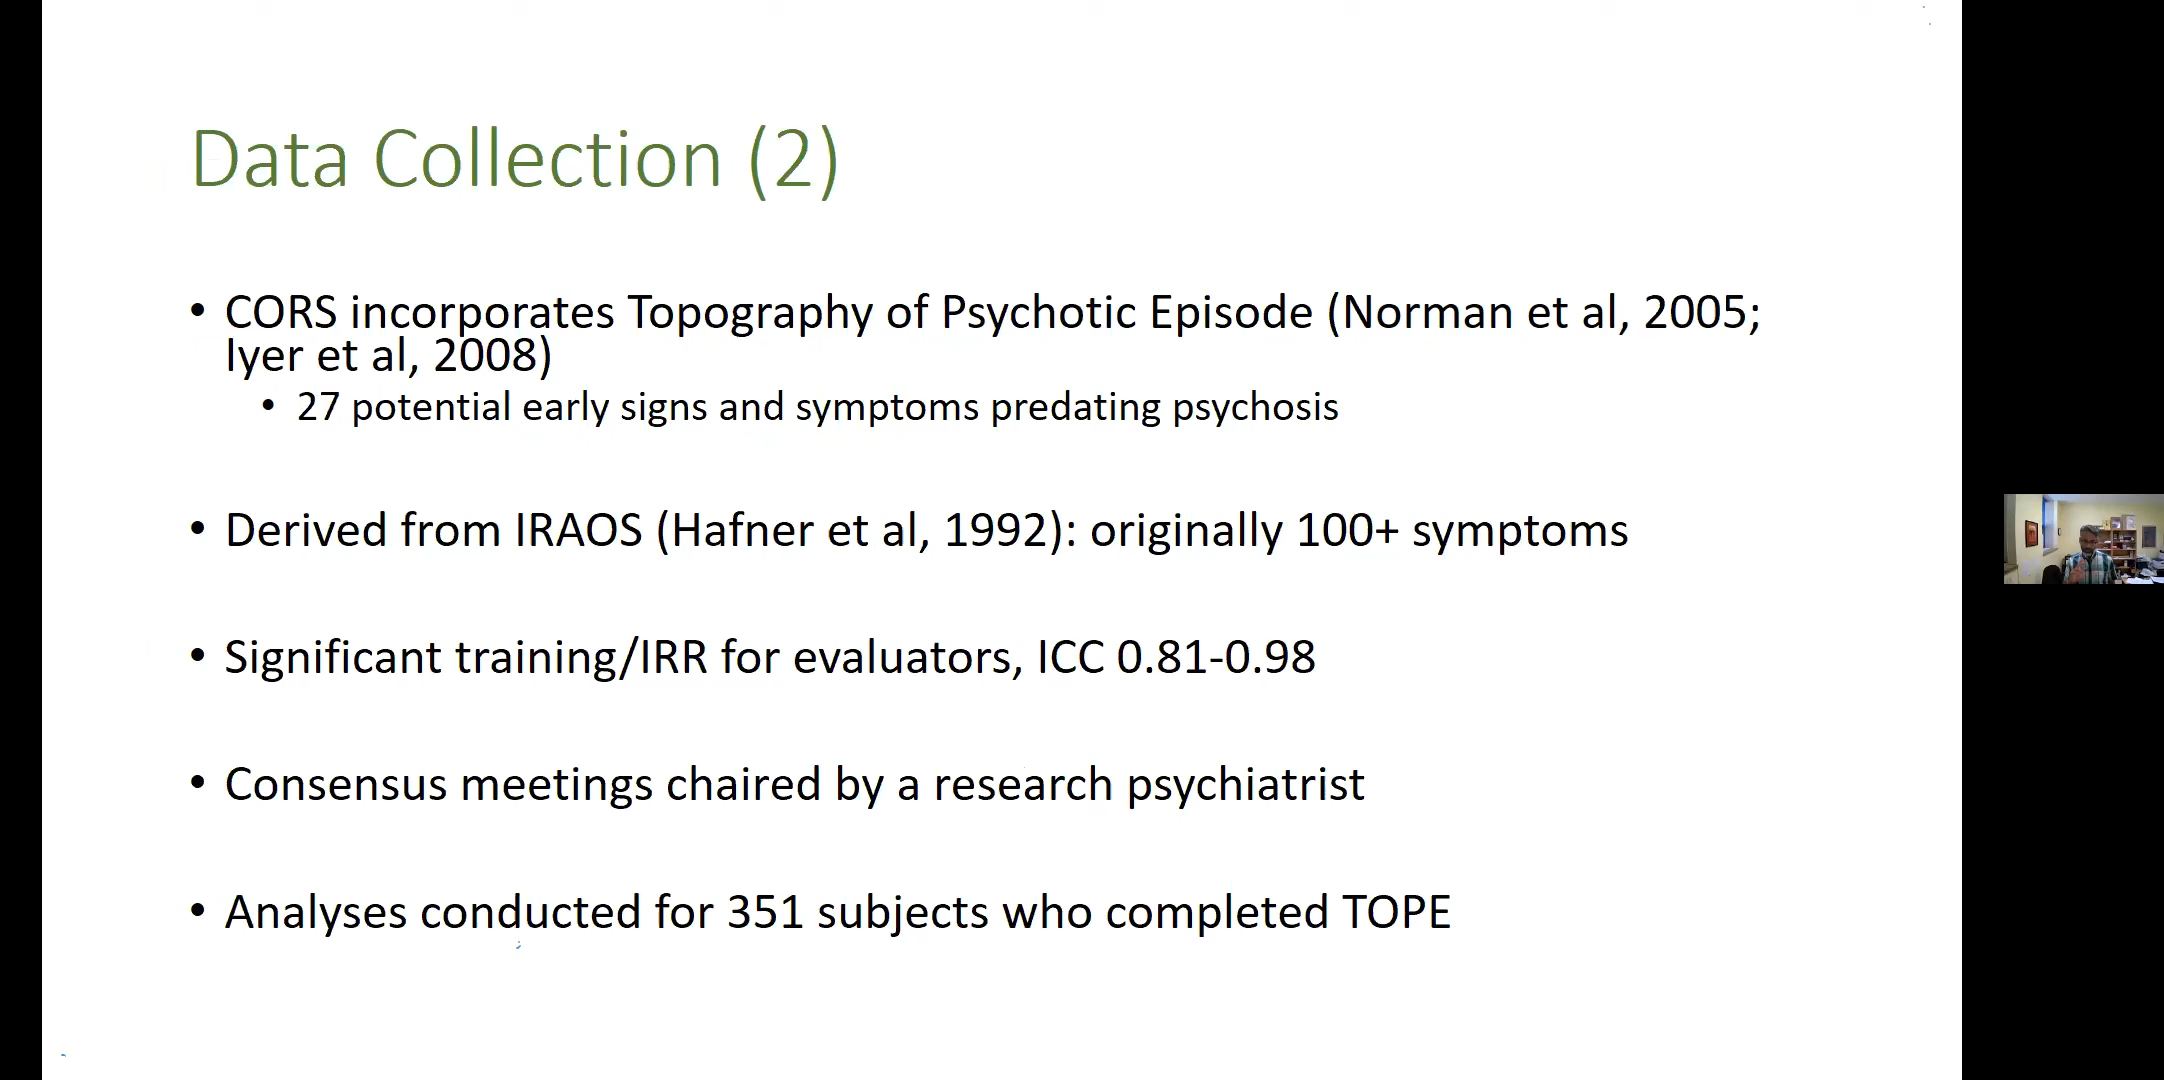 Data Collection (2)
• CORS incorporates Topography of Psychotic Episode (Norman et al, 2005;
Iyer et al, 2008)
• 27 potential early signs and symptoms predating psychosis
• Derived from IRAOS (Hafner et al, 1992): originally 100+ symptoms
• Significant training/IRR for evaluators, ICC 0.81-0.98
• Consensus meetings chaired by a research psychiatrist
• Analyses conducted for 351 subjects who completed TOPE